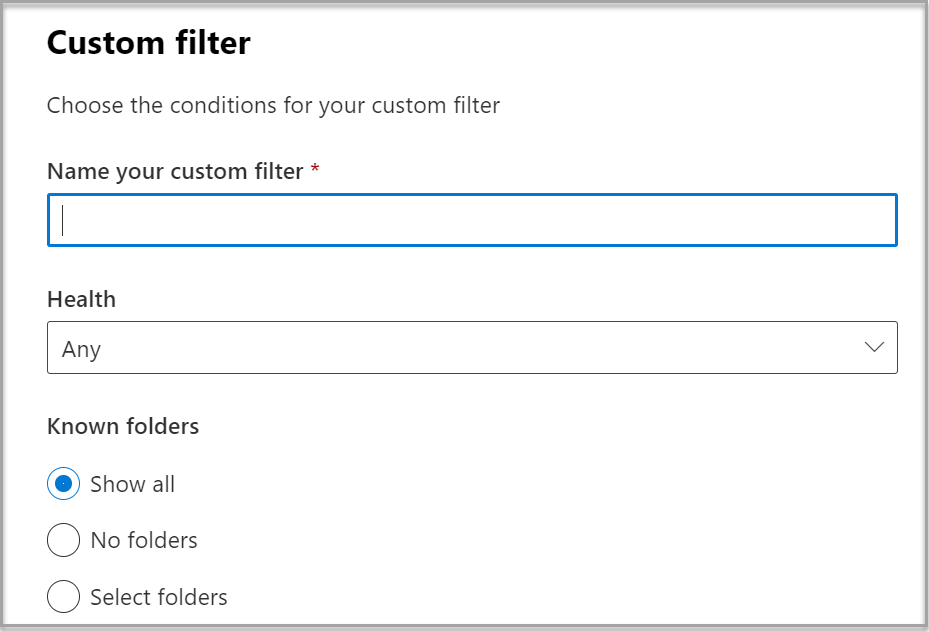 Custom filter
Choose the conditions for your custom filter
Name your custom filter *
Health
Any
Known folders
Show all
No folders
Select folders